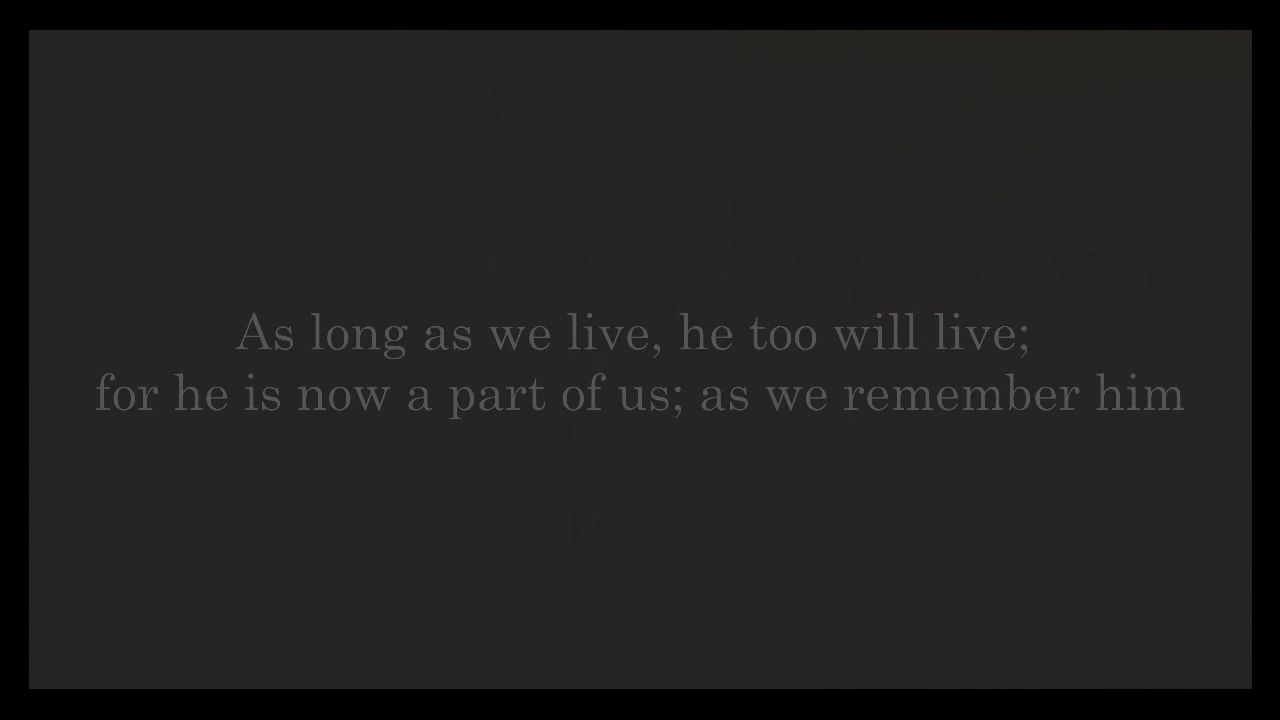 As long as we live, he too will live;
for he is now a part of us; as we remember him